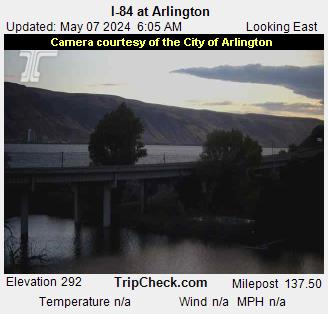 I-84 at Arlington
Updated: May 07 2024 6:05 AM Looking East
Camera courtesy of the City of Arlington
Elevation 292 TripCheck.com Milepost 137.50
Temperature n/a Wind n/a MPH n/a